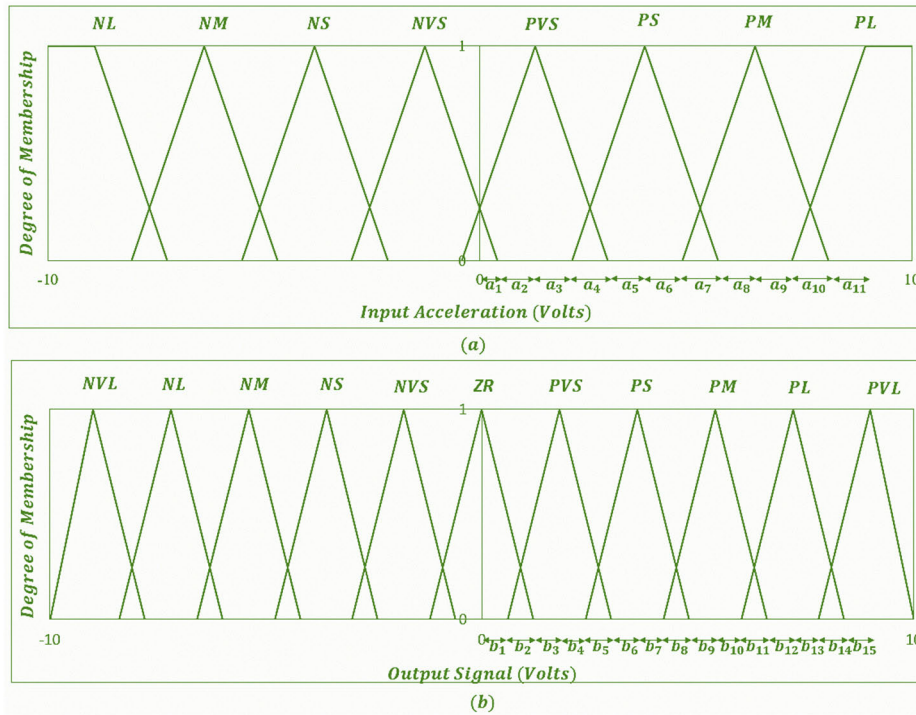 NL NM NS NVS PVS PS PM PL
1
Degree of Membership
0
-10 0 10
a1 a2 a3 a4 a5 a6 a7 a8 a9 a10 a11
Input Acceleration (Volts)
(a)
NVL NL NM NS NVS ZR PVS PS PM PL PVL
1
Degree of Membership
0
-10 0 10
b1 b2 b3 b4 b5 b6 b7 b8 b9 b10 b11 b12 b13 b14 b15
Output Signal (Volts)
(b)